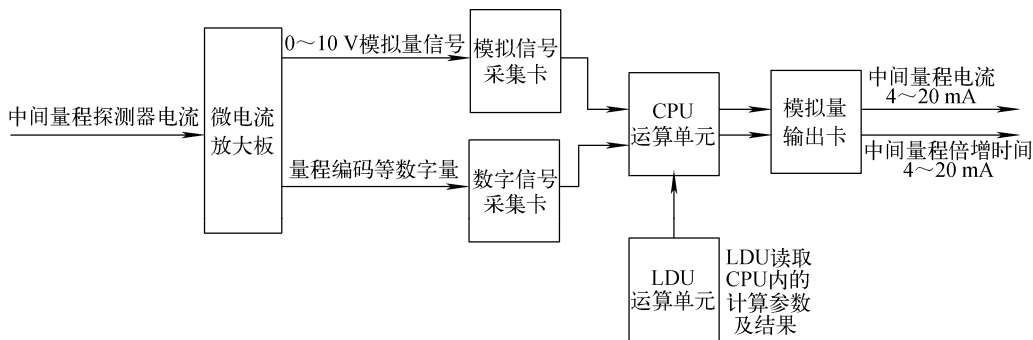 中间量程探测器电流
微电流
放大板
0～10 V模拟量信号
量程编码等数字量
模拟信号
采集卡
数字信号
采集卡
CPU
运算单元
LDU
运算单元
LDU读取
CPU内的
计算参数
及结果
模拟量
输出卡
中间量程电流
4～20 mA
中间量程倍增时间
4～20 mA